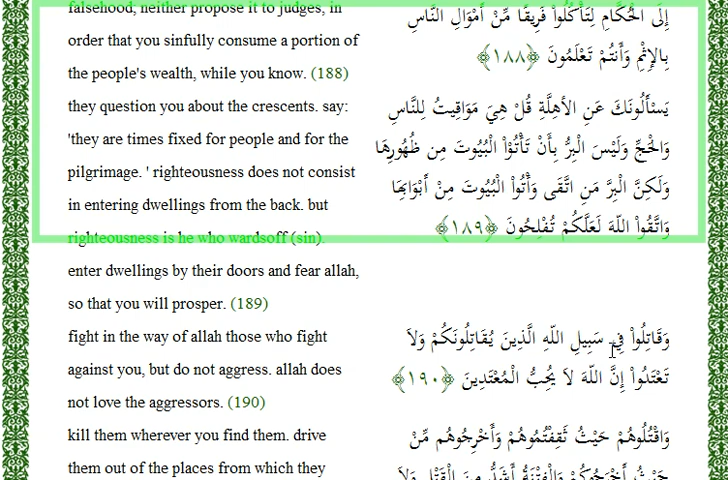 falsehood; neither propose it to judges, in
order that you sinfully consume a portion of
the people's wealth, while you know. (188)
they question you about the crescents. say:
'they are times fixed for people and for the
pilgrimage. ' righteousness does not consist
in entering dwellings from the back. but
righteousness is he who wardsoff (sin).
enter dwellings by their doors and fear allah,
so that you will prosper. (189)
fight in the way of allah those who fight
against you, but do not aggress. allah does
not love the aggressors. (190)
kill them wherever you find them. drive
them out of the places from which they
إِلَى الْحُكَّامِ لِتَأْكُلُواْ فَرِيقًا مِّنْ أَمْوَالِ النَّاسِ
بِالإِثْمِ وَأَنتُمْ تَعْلَمُونَ ﴿١٨٨﴾
يَسْأَلُونَكَ عَنِ الأهِلَّةِ قُلْ هِيَ مَوَاقِيتُ لِلنَّاسِ
وَالْحَجِّ وَلَيْسَ الْبِرُّ بِأَنْ تَأْتُوْاْ الْبُيُوتَ مِن ظُهُورِهَا
وَلَكِنَّ الْبِرَّ مَنِ اتَّقَى وَأْتُواْ الْبُيُوتَ مِنْ أَبْوَابِهَا
وَاتَّقُواْ اللّهَ لَعَلَّكُمْ تُفْلِحُونَ ﴿١٨٩﴾
وَقَاتِلُواْ فِي سَبِيلِ اللّهِ الَّذِينَ يُقَاتِلُونَكُمْ وَلاَ
تَعْتَدُواْ إِنَّ اللّهَ لاَ يُحِبُّ الْمُعْتَدِينَ ﴿١٩٠﴾
وَاقْتُلُوهُمْ حَيْثُ ثَقِفْتُمُوهُمْ وَأَخْرِجُوهُم مِّنْ
حَيْثُ أَخْرَجُوكُمْ وَالْفِتْنَةُ أَشَدُّ مِنَ الْقَتْلِ وَلاَ